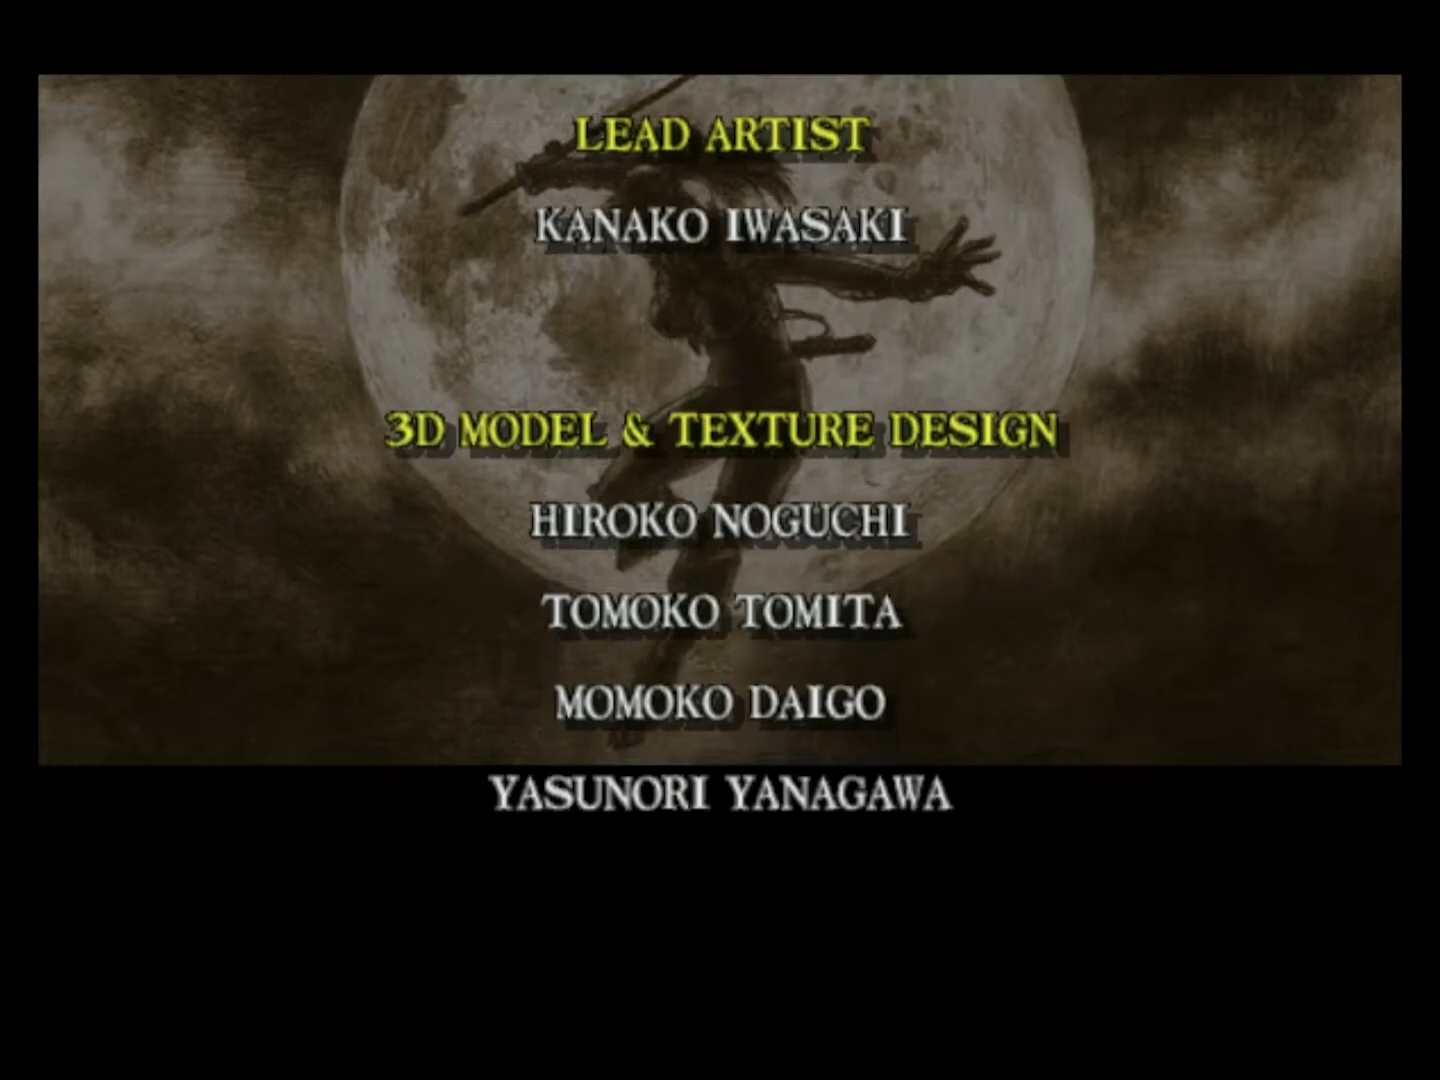 LEAD ARTIST
KANAKO IWASAKI
3D MODEL & TEXTURE DESIGN
HIROKO NOGUCHI
TOMOKO TOMITA
MOMOKO DAIGO
YASUNORI YANAGAWA